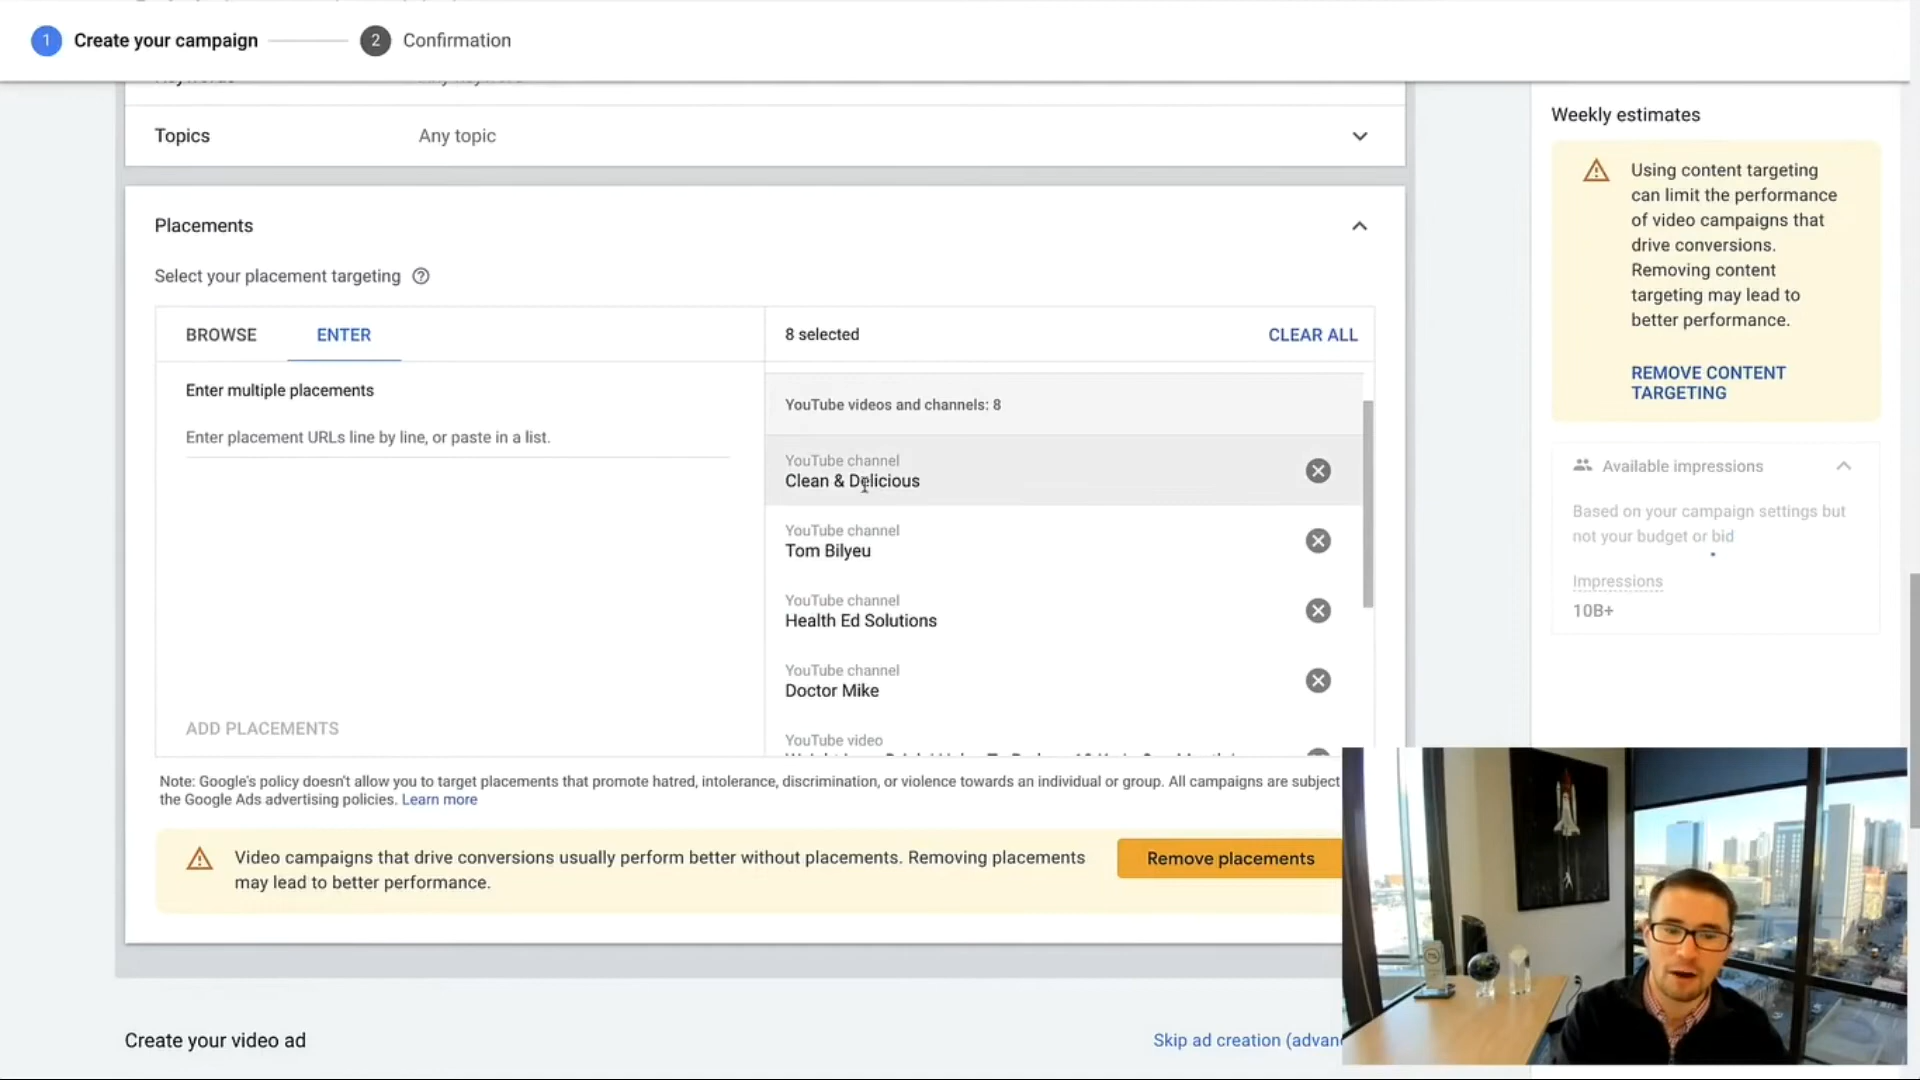 1 Create your campaign 2 Confirmation
Topics Any topic
Placements
Select your placement targeting
BROWSE ENTER
Enter multiple placements
Enter placement URLs line by line, or paste in a list.
ADD PLACEMENTS
8 selected CLEAR ALL
YouTube videos and channels: 8
YouTube channel
Clean & Delicious
YouTube channel
Tom Bilyeu
YouTube channel
Health Ed Solutions
YouTube channel
Doctor Mike
YouTube video
Note: Google's policy doesn't allow you to target placements that promote hatred, intolerance, discrimination, or violence towards an individual or group. All campaigns are subject
the Google Ads advertising policies. Learn more
Video campaigns that drive conversions usually perform better without placements. Removing placements
may lead to better performance.
Remove placements
Create your video ad
Skip ad creation (advan
Weekly estimates
Using content targeting
can limit the performance
of video campaigns that
drive conversions.
Removing content
targeting may lead to
better performance.
REMOVE CONTENT
TARGETING
Available impressions
Based on your campaign settings but
not your budget or bid
Impressions
10B+